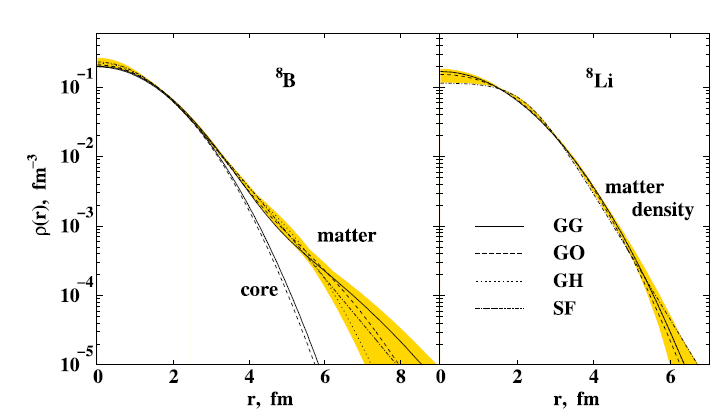 ⁸B
⁸Li
10⁻¹
10⁻²
10⁻³
10⁻⁴
10⁻⁵
ρ(r), fm⁻³
matter
core
matter
density
GG
GO
GH
SF
0 2 4 6 8
0 2 4 6
r, fm
r, fm